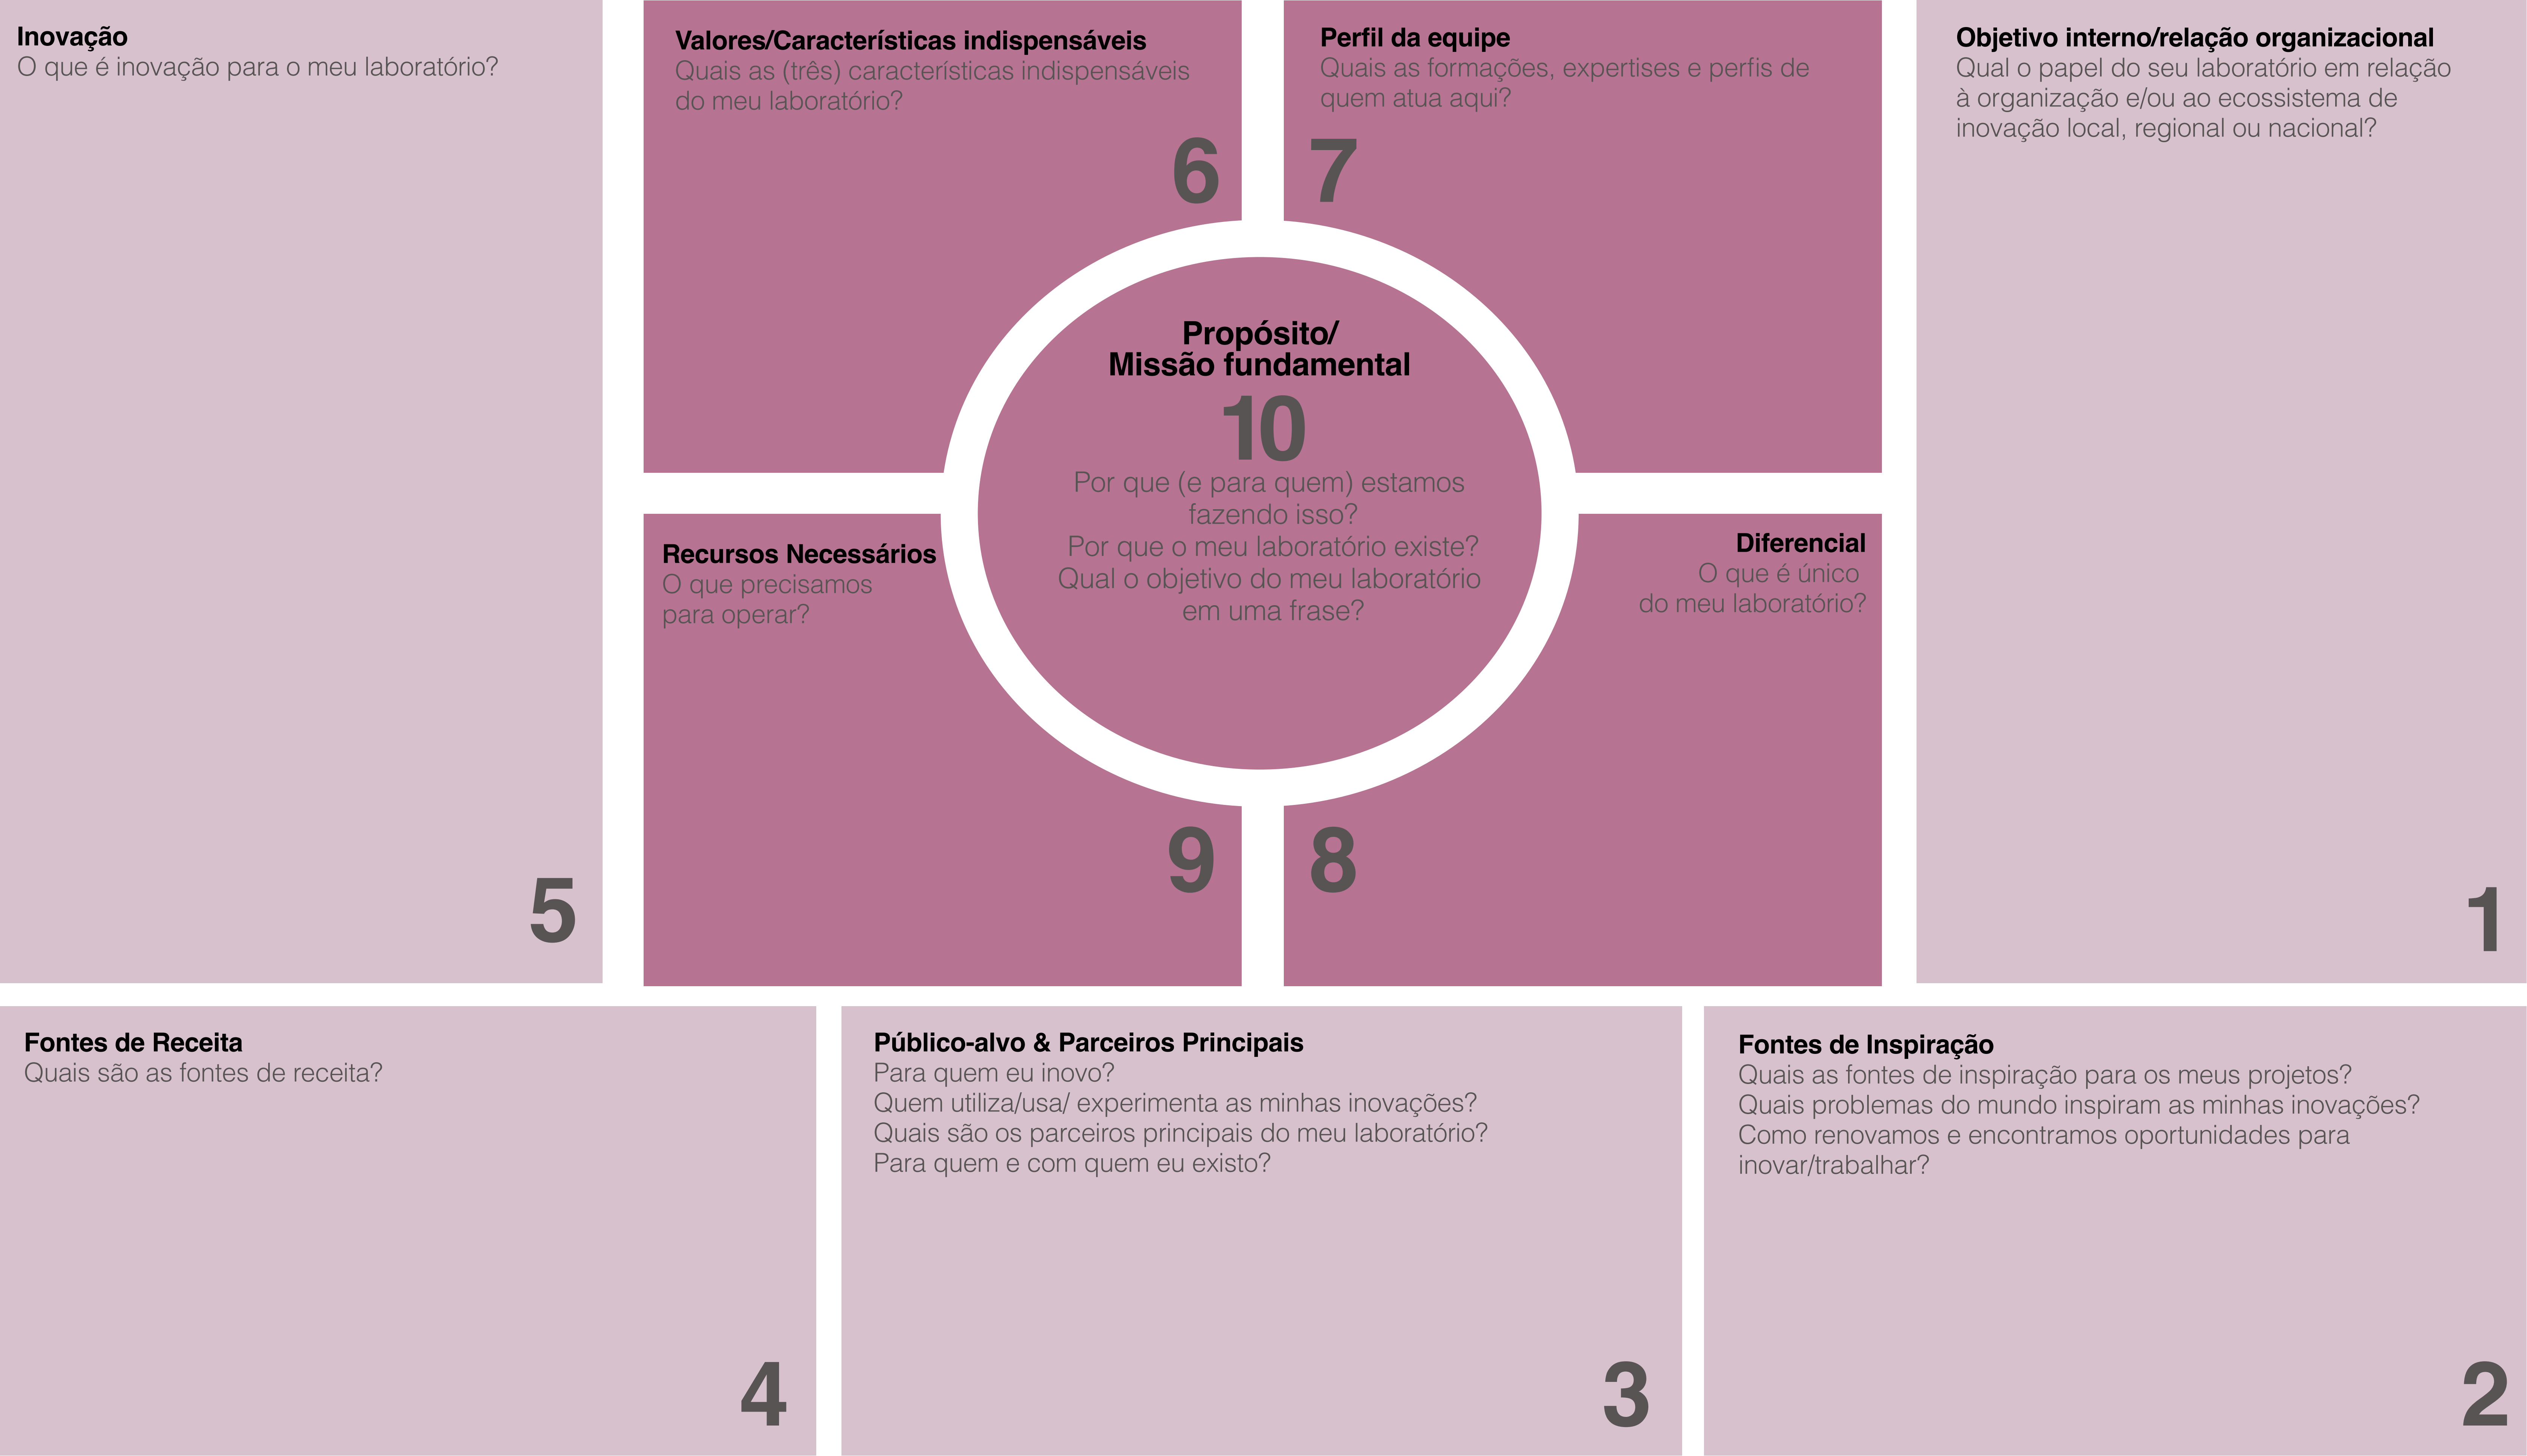 Inovação
O que é inovação para o meu laboratório?
5
Valores/Características indispensáveis
Quais as (três) características indispensáveis
do meu laboratório?
6
Perfil da equipe
Quais as formações, expertises e perfis de
quem atua aqui?
7
Objetivo interno/relação organizacional
Qual o papel do seu laboratório em relação
à organização e/ou ao ecossistema de
inovação local, regional ou nacional?
1
Propósito/
Missão fundamental
10
Por que (e para quem) estamos
fazendo isso?
Por que o meu laboratório existe?
Qual o objetivo do meu laboratório
em uma frase?
Recursos Necessários
O que precisamos
para operar?
9
Diferencial
O que é único
do meu laboratório?
8
Fontes de Receita
Quais são as fontes de receita?
4
Público-alvo & Parceiros Principais
Para quem eu inovo?
Quem utiliza/usa/ experimenta as minhas inovações?
Quais são os parceiros principais do meu laboratório?
Para quem e com quem eu existo?
3
Fontes de Inspiração
Quais as fontes de inspiração para os meus projetos?
Quais problemas do mundo inspiram as minhas inovações?
Como renovamos e encontramos oportunidades para
inovar/trabalhar?
2